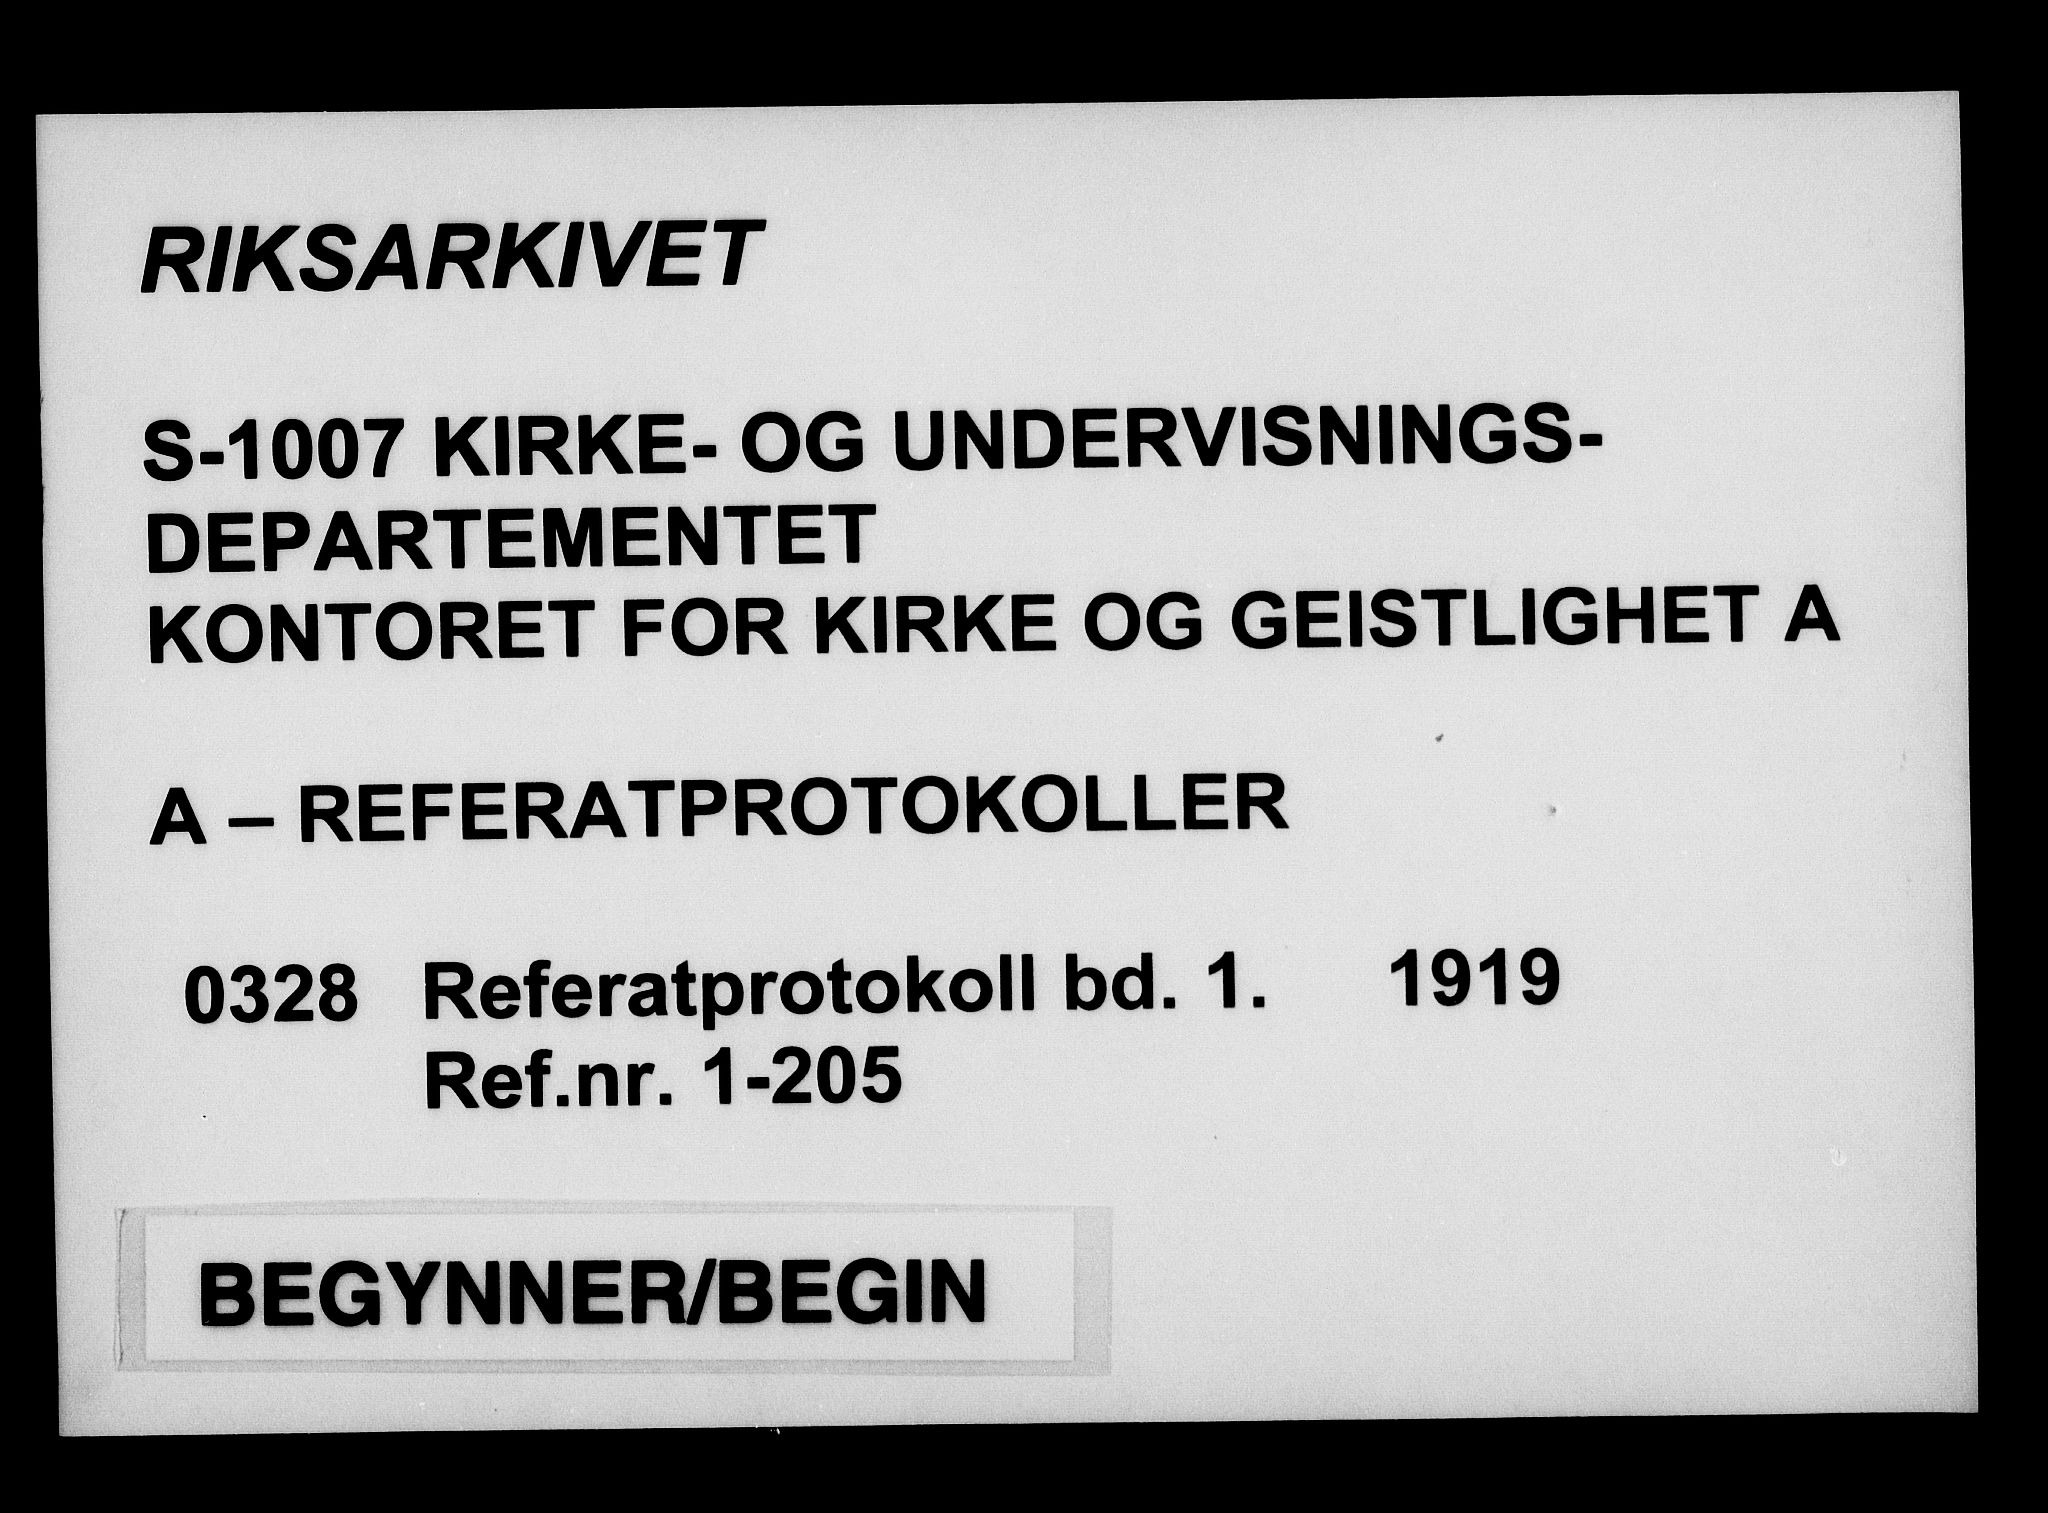 RIKSARKIVET
S-1007 KIRKE- OG UNDERVISNINGS-
DEPARTEMENTET
KONTORET FOR KIRKE OG GEISTLIGHET A
A – REFERATPROTOKOLLER
0328 Referatprotokoll bd. 1. 1919
Ref.nr. 1-205
BEGYNNER/BEGIN